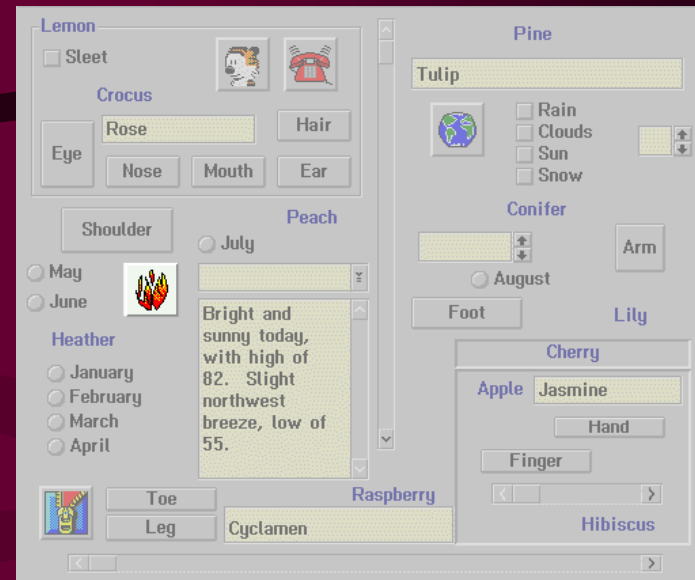 Lemon
Sleet
Crocus
Rose
Hair
Eye
Nose
Mouth
Ear
Shoulder
Peach
July
May
June
Heather
January
February
March
April
Bright and
sunny today,
with high of
82. Slight
northwest
breeze, low of
55.
Toe
Leg
Raspberry
Cyclamen
Pine
Tulip
Rain
Clouds
Sun
Snow
Conifer
Arm
August
Foot
Lily
Cherry
Apple
Jasmine
Hand
Finger
Hibiscus